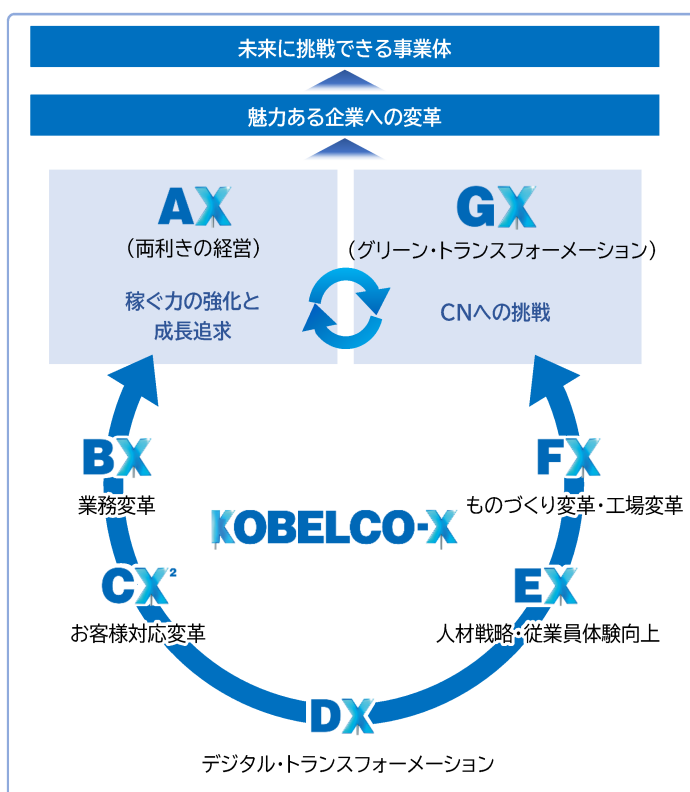 未来に挑戦できる事業体
魅力ある企業への変革
AX
(両利きの経営)
稼ぐ力の強化と
成長追求
GX
(グリーン・トランスフォーメーション)
CNへの挑戦
BX
業務変革
FX
ものづくり変革・工場変革
KOBELCO-X
CX²
お客様対応変革
EX
人材戦略・従業員体験向上
DX
デジタル・トランスフォーメーション